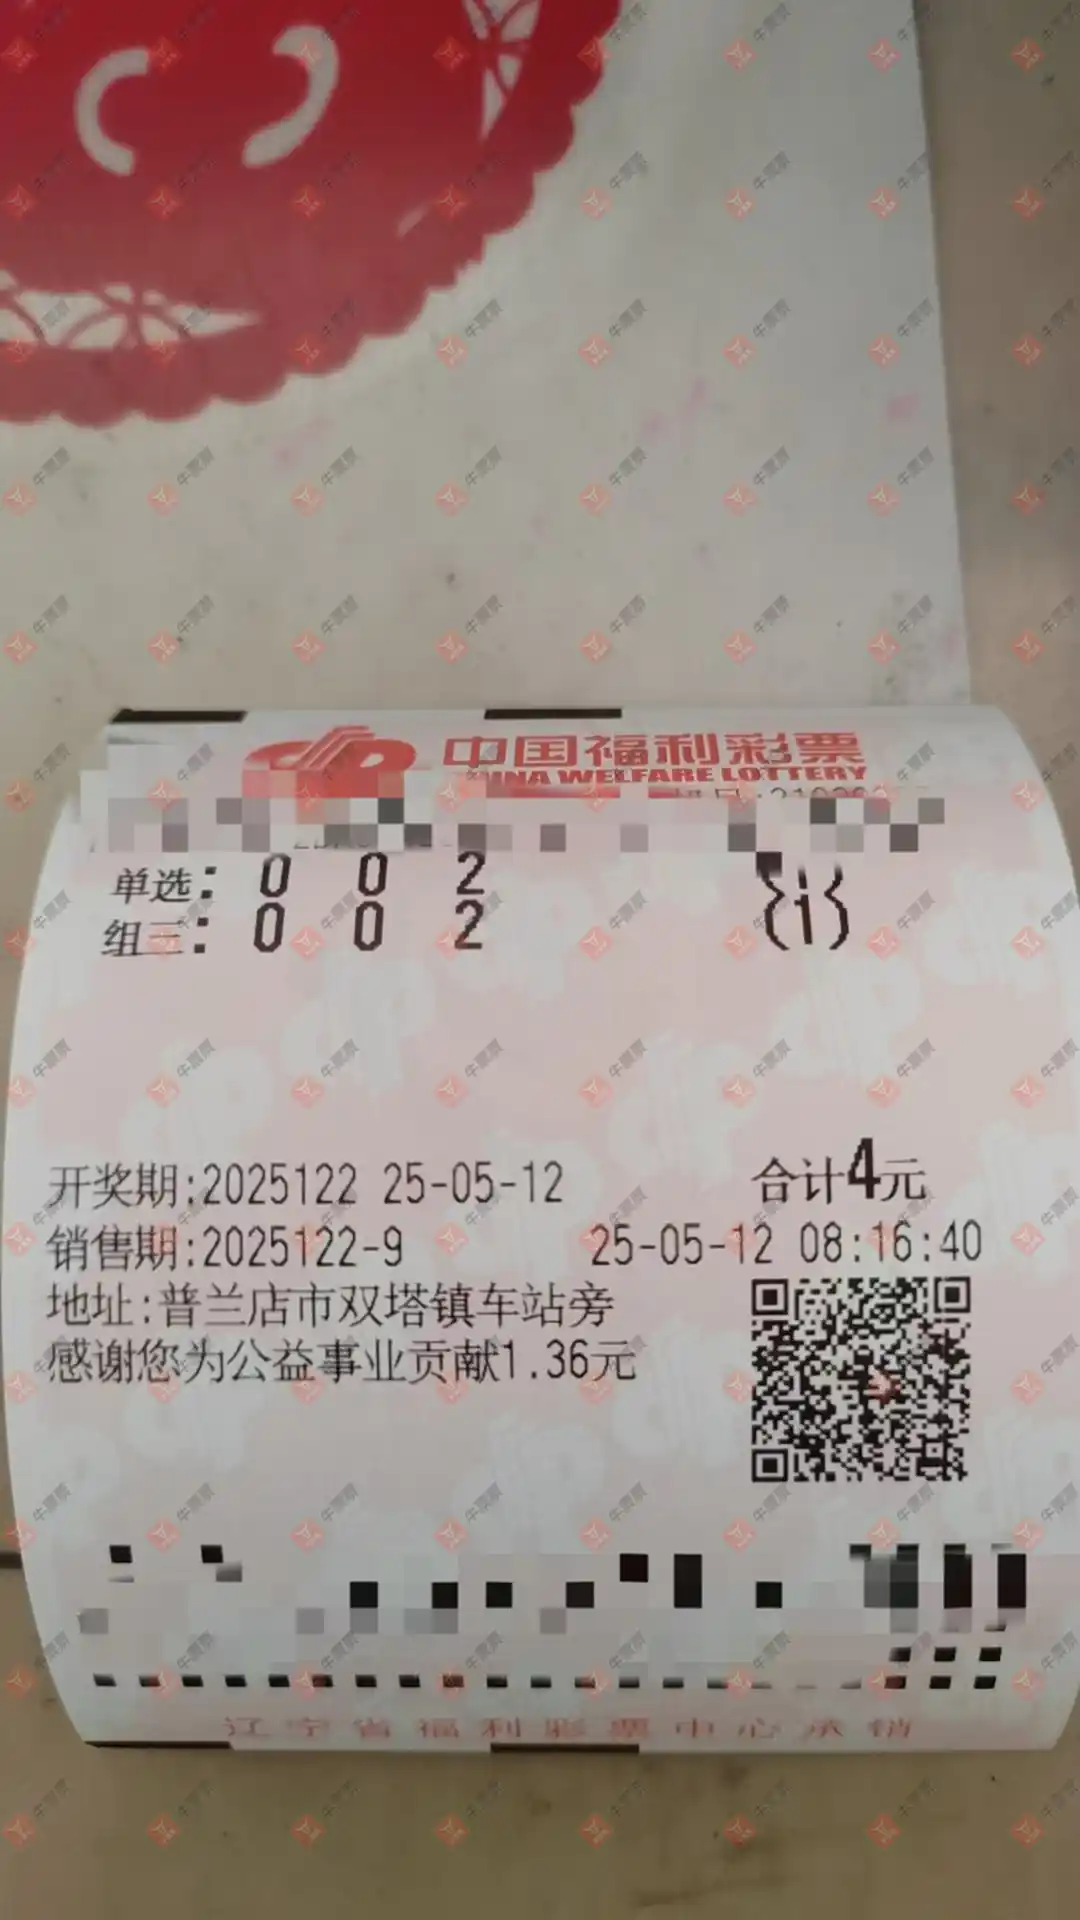 中国福利彩票
CHINA WELFARE LOTTERY
单选: 0 0 2
组三: 0 0 2 {1}
开奖期:2025122 25-05-12 合计4元
销售期:2025122-9 25-05-12 08:16:40
地址:普兰店市双塔镇车站旁
感谢您为公益事业贡献1.36元
辽宁省福利彩票中心承销
牛票票